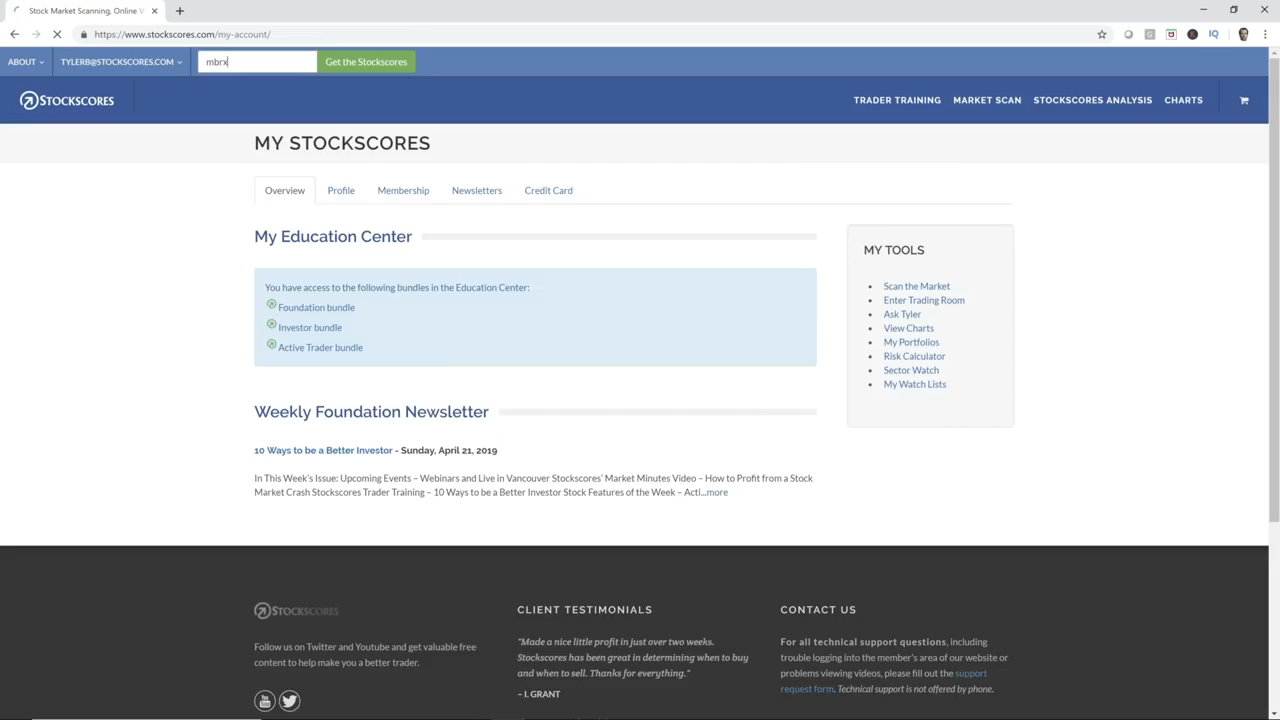 Stock Market Scanning, Online V
https://www.stockscores.com/my-account/
ABOUT TYLERB@STOCKSCORES.COM mbrx Get the Stockscores
STOCKSCORES TRADER TRAINING MARKET SCAN STOCKSCORES ANALYSIS CHARTS
MY STOCKSCORES
Overview Profile Membership Newsletters Credit Card
My Education Center
You have access to the following bundles in the Education Center:
Foundation bundle
Investor bundle
Active Trader bundle
MY TOOLS
• Scan the Market
• Enter Trading Room
• Ask Tyler
• View Charts
• My Portfolios
• Risk Calculator
• Sector Watch
• My Watch Lists
Weekly Foundation Newsletter
10 Ways to be a Better Investor - Sunday, April 21, 2019
In This Week's Issue: Upcoming Events – Webinars and Live in Vancouver Stockscores' Market Minutes Video – How to Profit from a Stock
Market Crash Stockscores Trader Training – 10 Ways to be a Better Investor Stock Features of the Week – Acti...more
STOCKSCORES
Follow us on Twitter and Youtube and get valuable free
content to help make you a better trader.
You Tube
CLIENT TESTIMONIALS
"Made a nice little profit in just over two weeks.
Stockscores has been great in determining when to buy
and when to sell. Thanks for everything."
– I. GRANT
CONTACT US
For all technical support questions, including
trouble logging into the member's area of our website or
problems viewing videos, please fill out the support
request form. Technical support is not offered by phone.